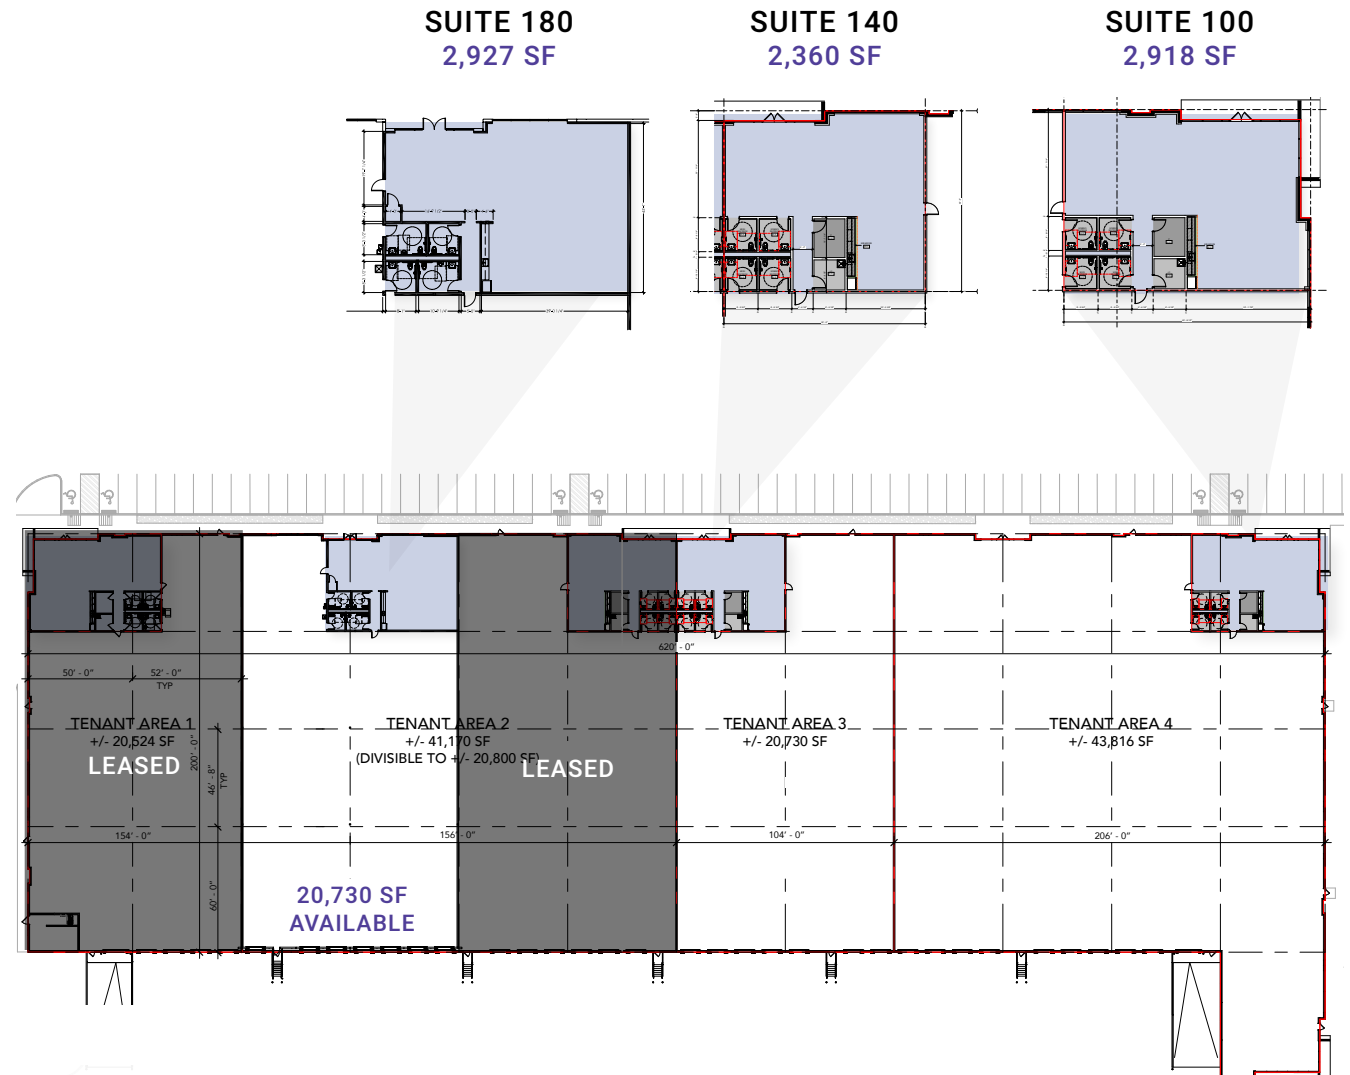 SUITE 180
2,927 SF
SUITE 140
2,360 SF
SUITE 100
2,918 SF
620' - 0"
50' - 0"
52' - 0"
TYP
TENANT AREA 1
+/- 20,524 SF
LEASED
200' - 0"
46' - 8"
TYP
60' - 0"
154' - 0"
TENANT AREA 2
+/- 41,170 SF
(DIVISIBLE TO +/- 20,800 SF)
LEASED
156' - 0"
20,730 SF
AVAILABLE
TENANT AREA 3
+/- 20,730 SF
104' - 0"
TENANT AREA 4
+/- 43,816 SF
206' - 0"